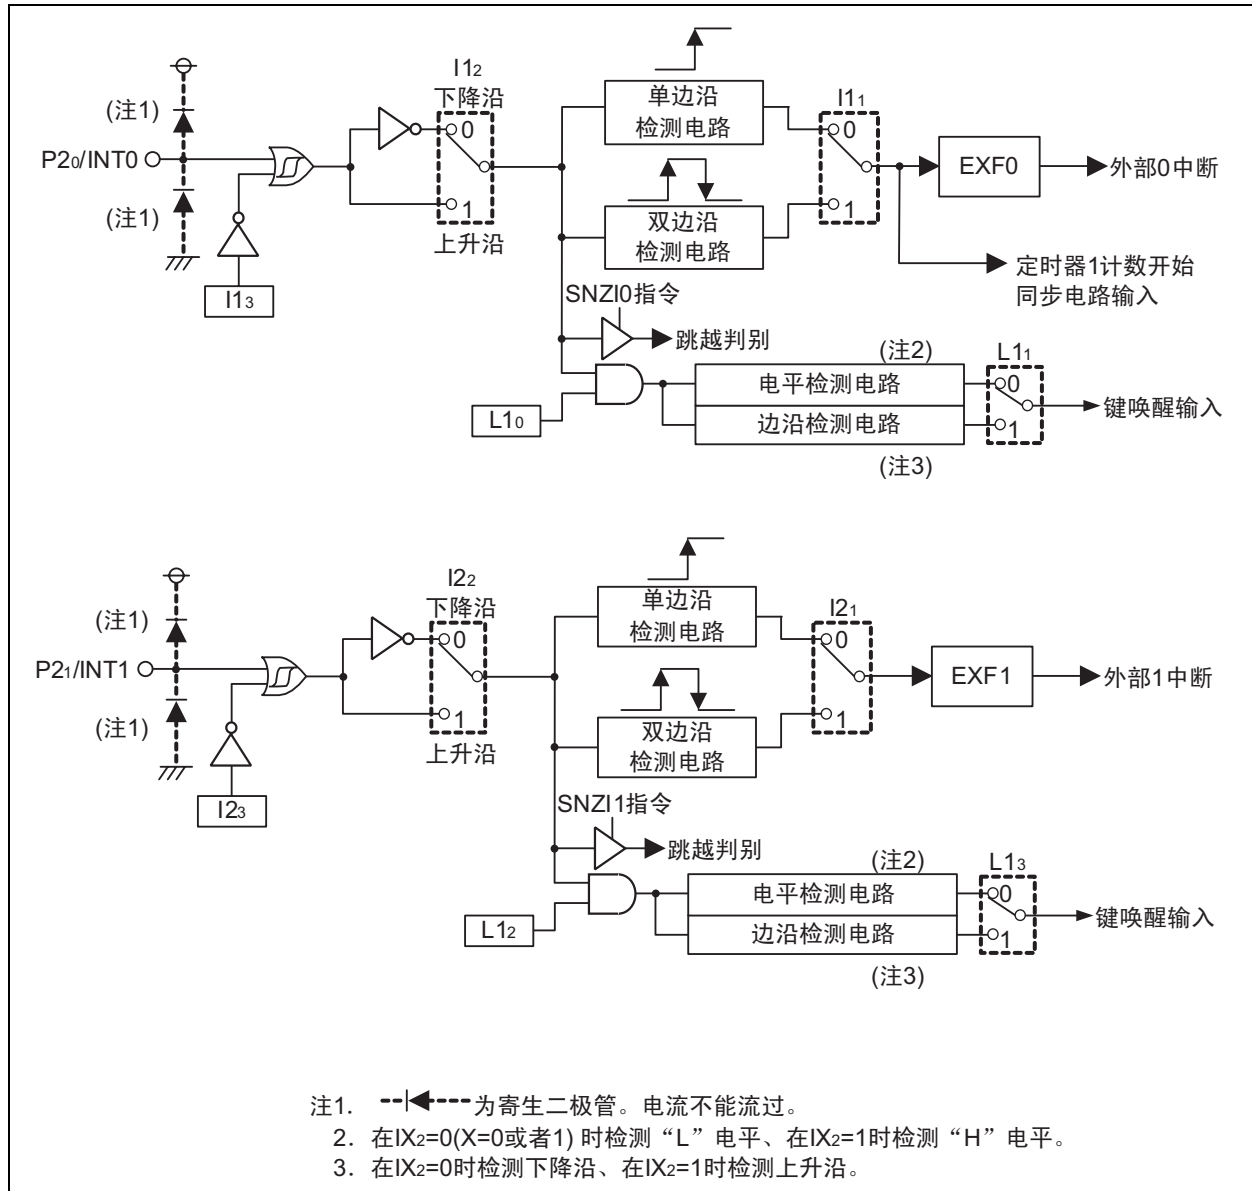 I1₂
下降沿
0
1
上升沿
(注1)
P2₀/INT0
(注1)
I1₃
单边沿
检测电路
双边沿
检测电路
I1₁
0
1
EXF0
外部0中断
定时器1计数开始
同步电路输入
SNZI0指令
跳越判别
L1₀
(注2)
电平检测电路
边沿检测电路
(注3)
L1₁
0
1
键唤醒输入
I2₂
下降沿
0
1
上升沿
(注1)
P2₁/INT1
(注1)
I2₃
单边沿
检测电路
双边沿
检测电路
I2₁
0
1
EXF1
外部1中断
SNZI1指令
跳越判别
L1₂
(注2)
电平检测电路
边沿检测电路
(注3)
L1₃
0
1
键唤醒输入
注1. 为寄生二极管。电流不能流过。
2. 在IX₂=0(X=0或者1) 时检测“L”电平、在IX₂=1时检测“H”电平。
3. 在IX₂=0时检测下降沿、在IX₂=1时检测上升沿。